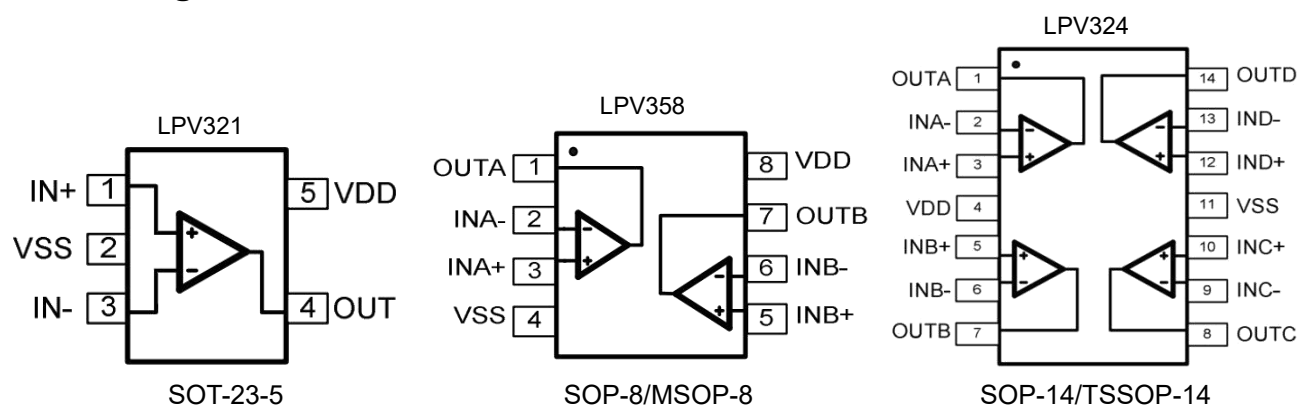 LPV321
IN+ 1
VSS 2
IN- 3
5 VDD
4 OUT
+
-
SOT-23-5
LPV358
OUTA 1
INA- 2
INA+ 3
VSS 4
8 VDD
7 OUTB
6 INB-
5 INB+
-
+
-
+
SOP-8/MSOP-8
LPV324
OUTA 1
INA- 2
INA+ 3
VDD 4
INB+ 5
INB- 6
OUTB 7
14 OUTD
13 IND-
12 IND+
11 VSS
10 INC+
9 INC-
8 OUTC
-
+
-
+
+
-
+
-
SOP-14/TSSOP-14